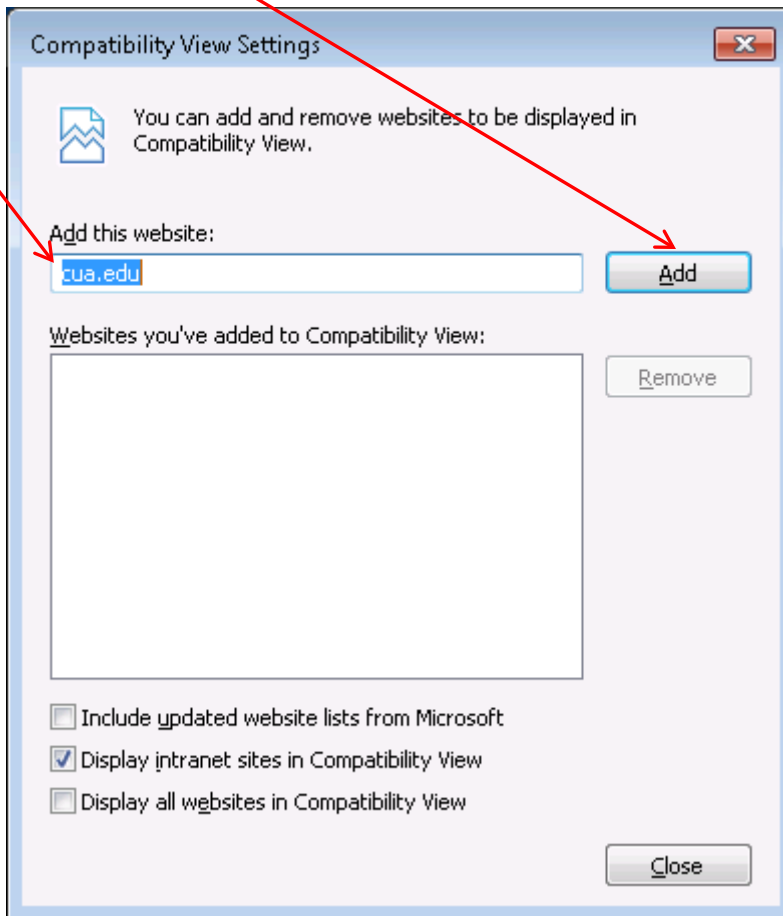 Compatibility View Settings
You can add and remove websites to be displayed in
Compatibility View.
Add this website:
cua.edu
Add
Websites you've added to Compatibility View:
Remove
Include updated website lists from Microsoft
Display intranet sites in Compatibility View
Display all websites in Compatibility View
Close